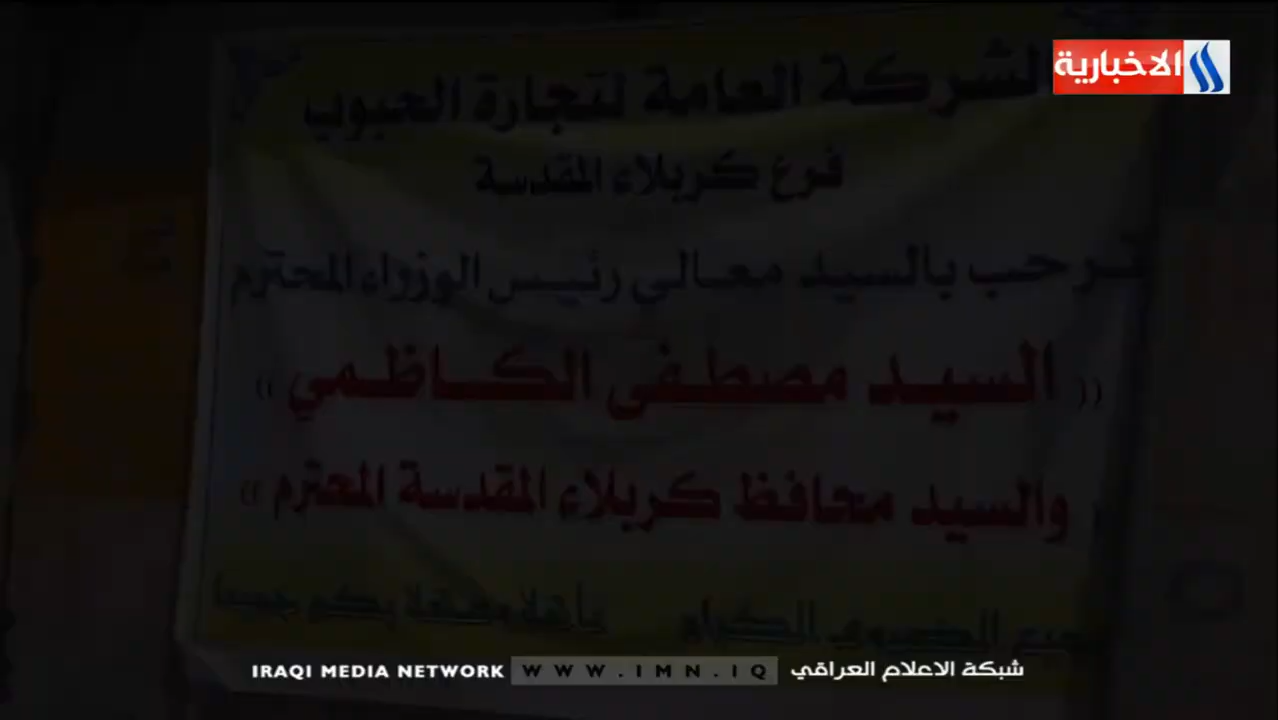 الاخبارية
الشركة العامة لتجارة الحبوب
فرع كربلاء المقدسة
ترحب بالسيد معالي رئيس الوزراء المحترم
(( السيد مصطفى الكاظمي ))
والسيد محافظ كربلاء المقدسة المحترم ))
الكرام
IRAQI MEDIA NETWORK WWW.IMN.IQ شبكة الاعلام العراقي